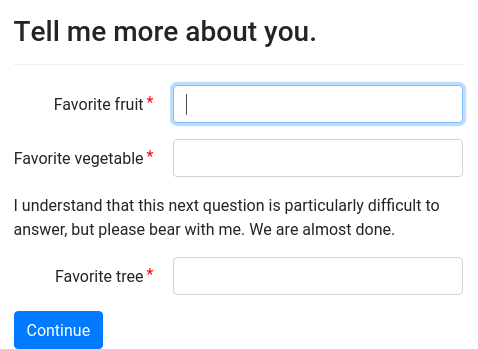 Tell me more about you.
Favorite fruit *
Favorite vegetable *
I understand that this next question is particularly difficult to
answer, but please bear with me. We are almost done.
Favorite tree *
Continue